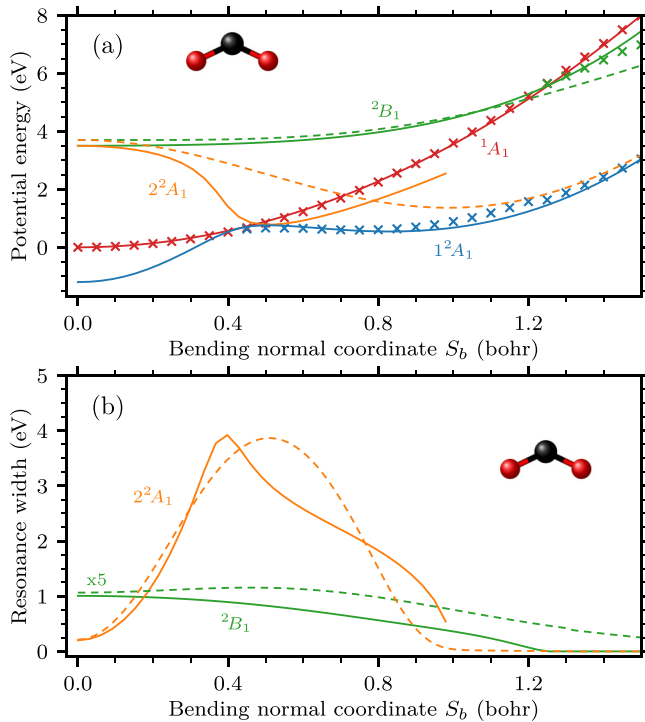 (a)
Potential energy (eV)
8
6
4
2
0
²B₁
¹A₁
2²A₁
1²A₁
0.0 0.4 0.8 1.2
Bending normal coordinate S_b (bohr)
(b)
Resonance width (eV)
5
4
3
2
1
0
2²A₁
x5
²B₁
0.0 0.4 0.8 1.2
Bending normal coordinate S_b (bohr)